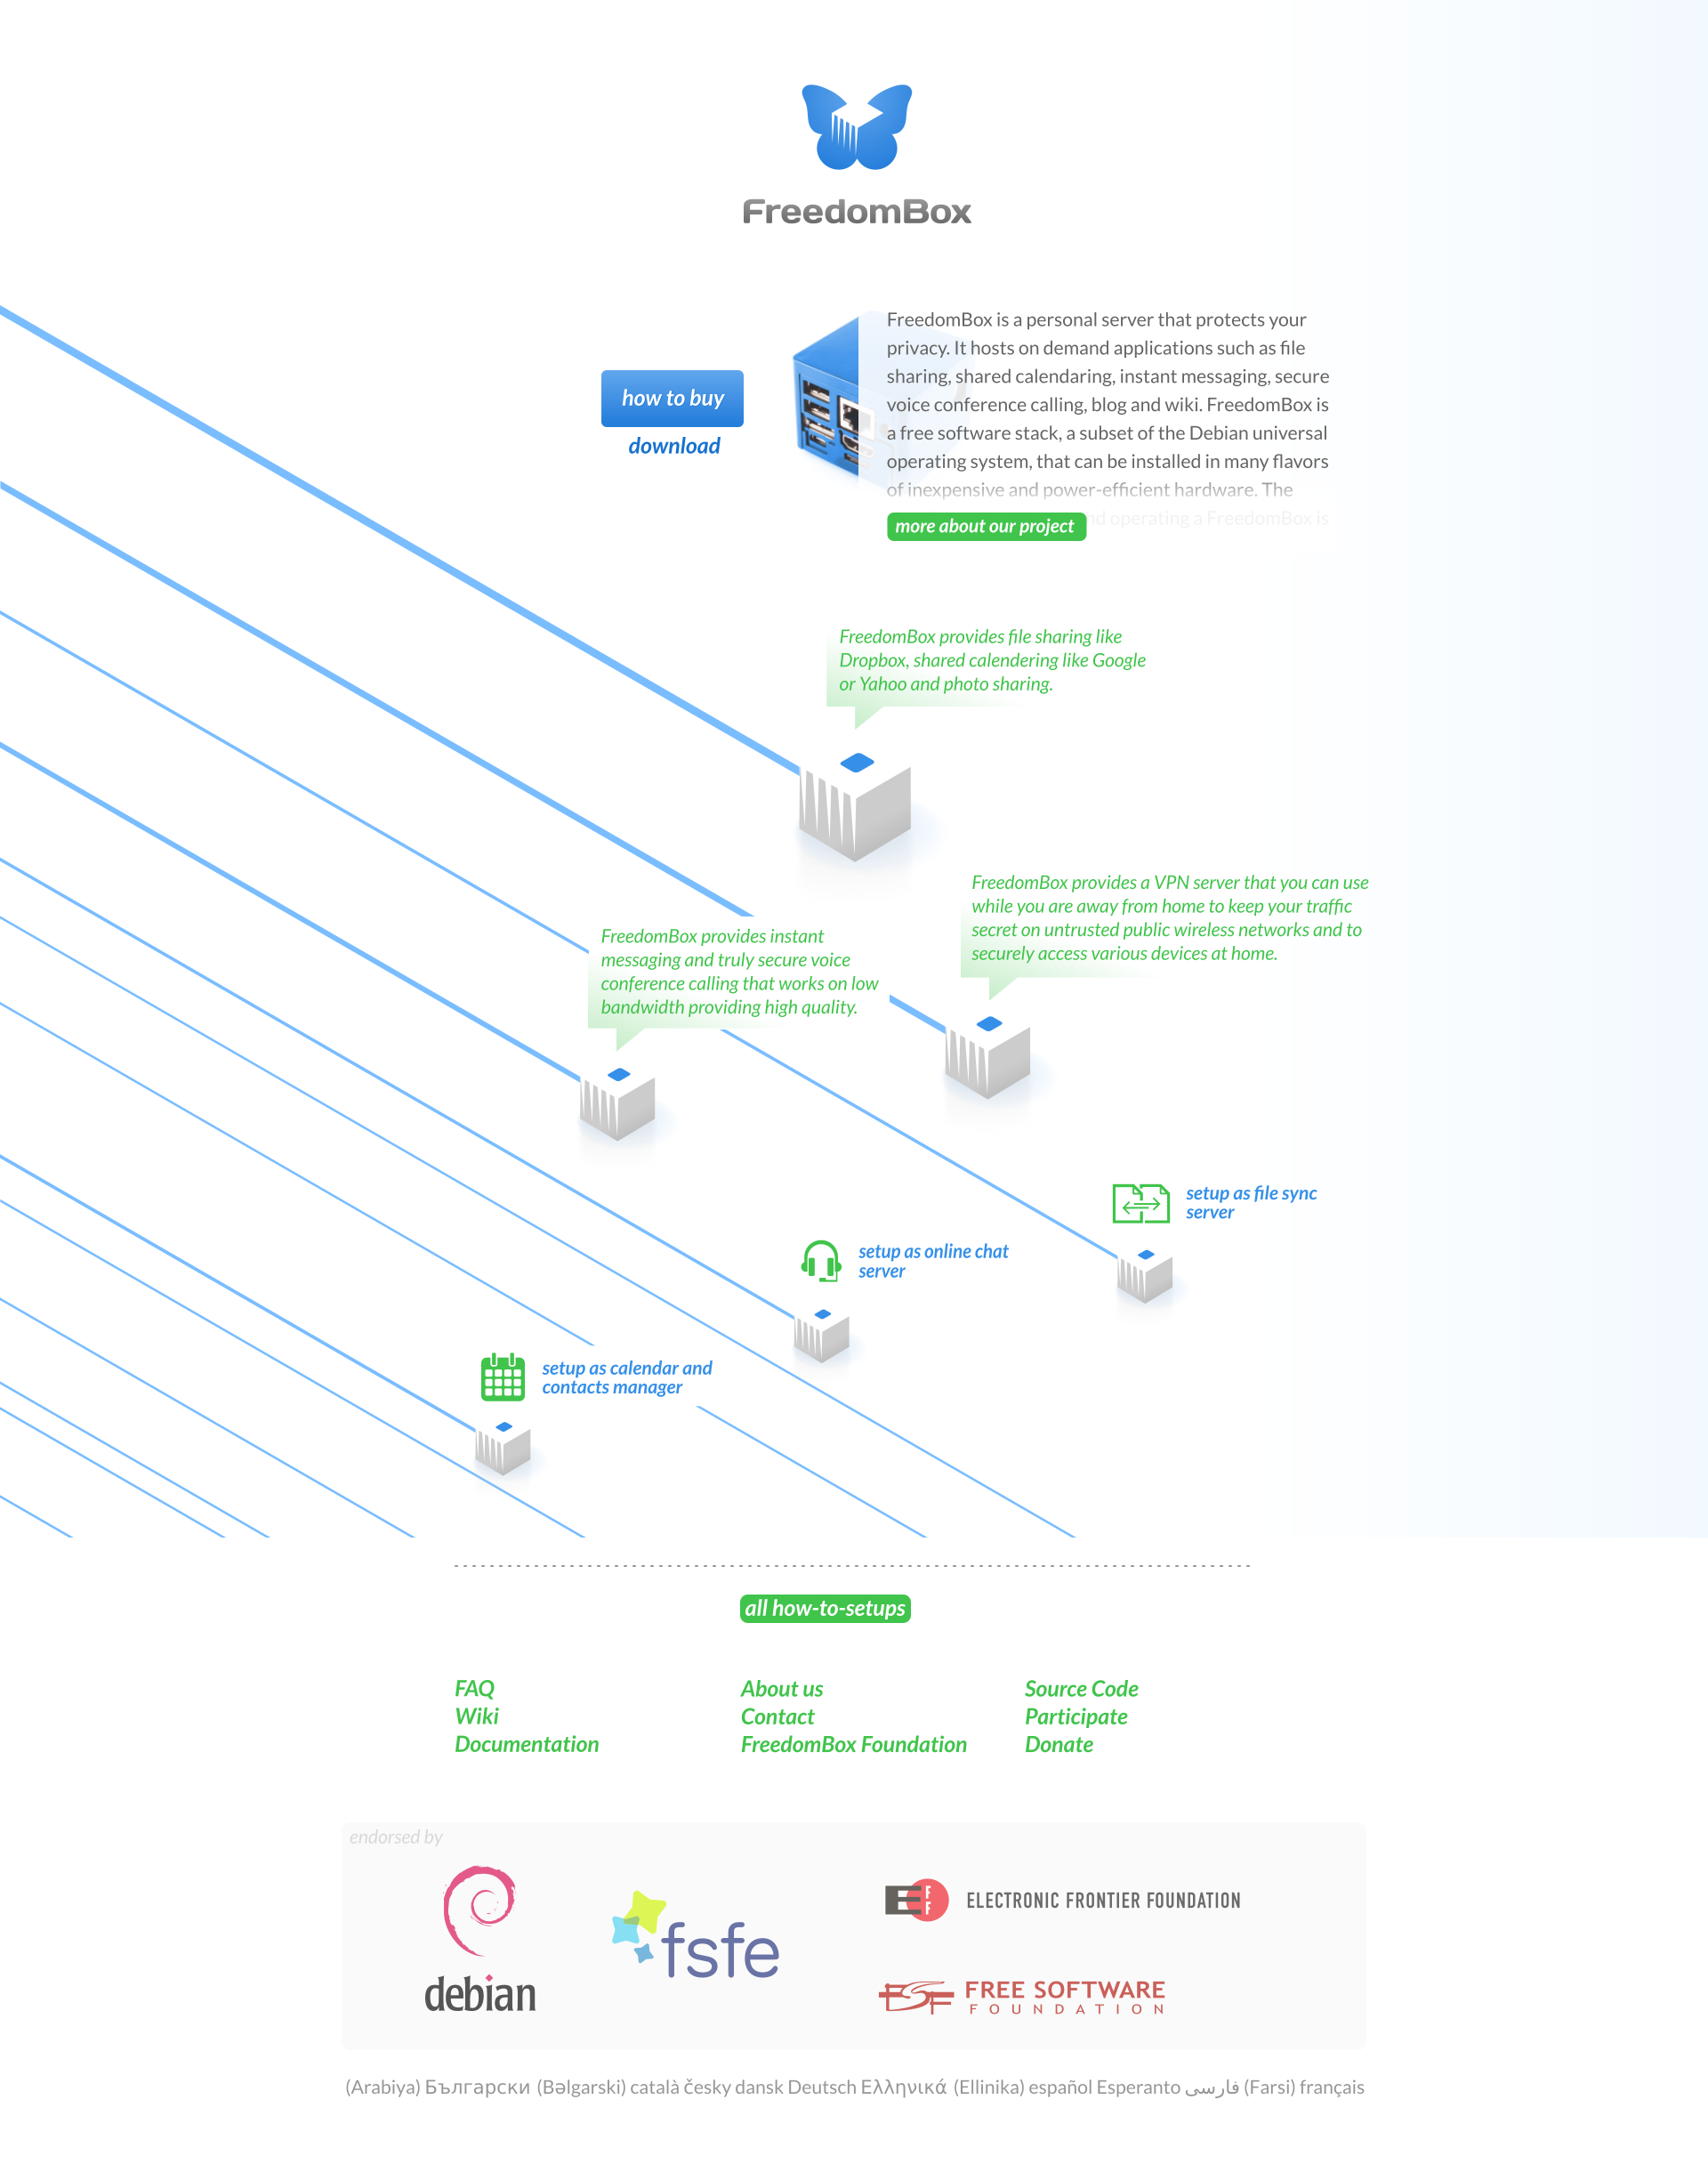 FreedomBox
FreedomBox is a personal server that protects your
privacy. It hosts on demand applications such as file
sharing, shared calendaring, instant messaging, secure
voice conference calling, blog and wiki. FreedomBox is
a free software stack, a subset of the Debian universal
operating system, that can be installed in many flavors
of inexpensive and power-efficient hardware. The
operating a FreedomBox is
how to buy
download
more about our project
FreedomBox provides file sharing like
Dropbox, shared calendering like Google
or Yahoo and photo sharing.
FreedomBox provides a VPN server that you can use
while you are away from home to keep your traffic
secret on untrusted public wireless networks and to
securely access various devices at home.
FreedomBox provides instant
messaging and truly secure voice
conference calling that works on low
bandwidth providing high quality.
setup as file sync
server
setup as online chat
server
setup as calendar and
contacts manager
all how-to-setups
FAQ
Wiki
Documentation
About us
Contact
FreedomBox Foundation
Source Code
Participate
Donate
endorsed by
debian
fsfe
EFF
ELECTRONIC FRONTIER FOUNDATION
FSF
FREE SOFTWARE
FOUNDATION
(Arabiya) Български (Bəlgarski) català česky dansk Deutsch Ελληνικά (Ellinika) español Esperanto فارسی (Farsi) français